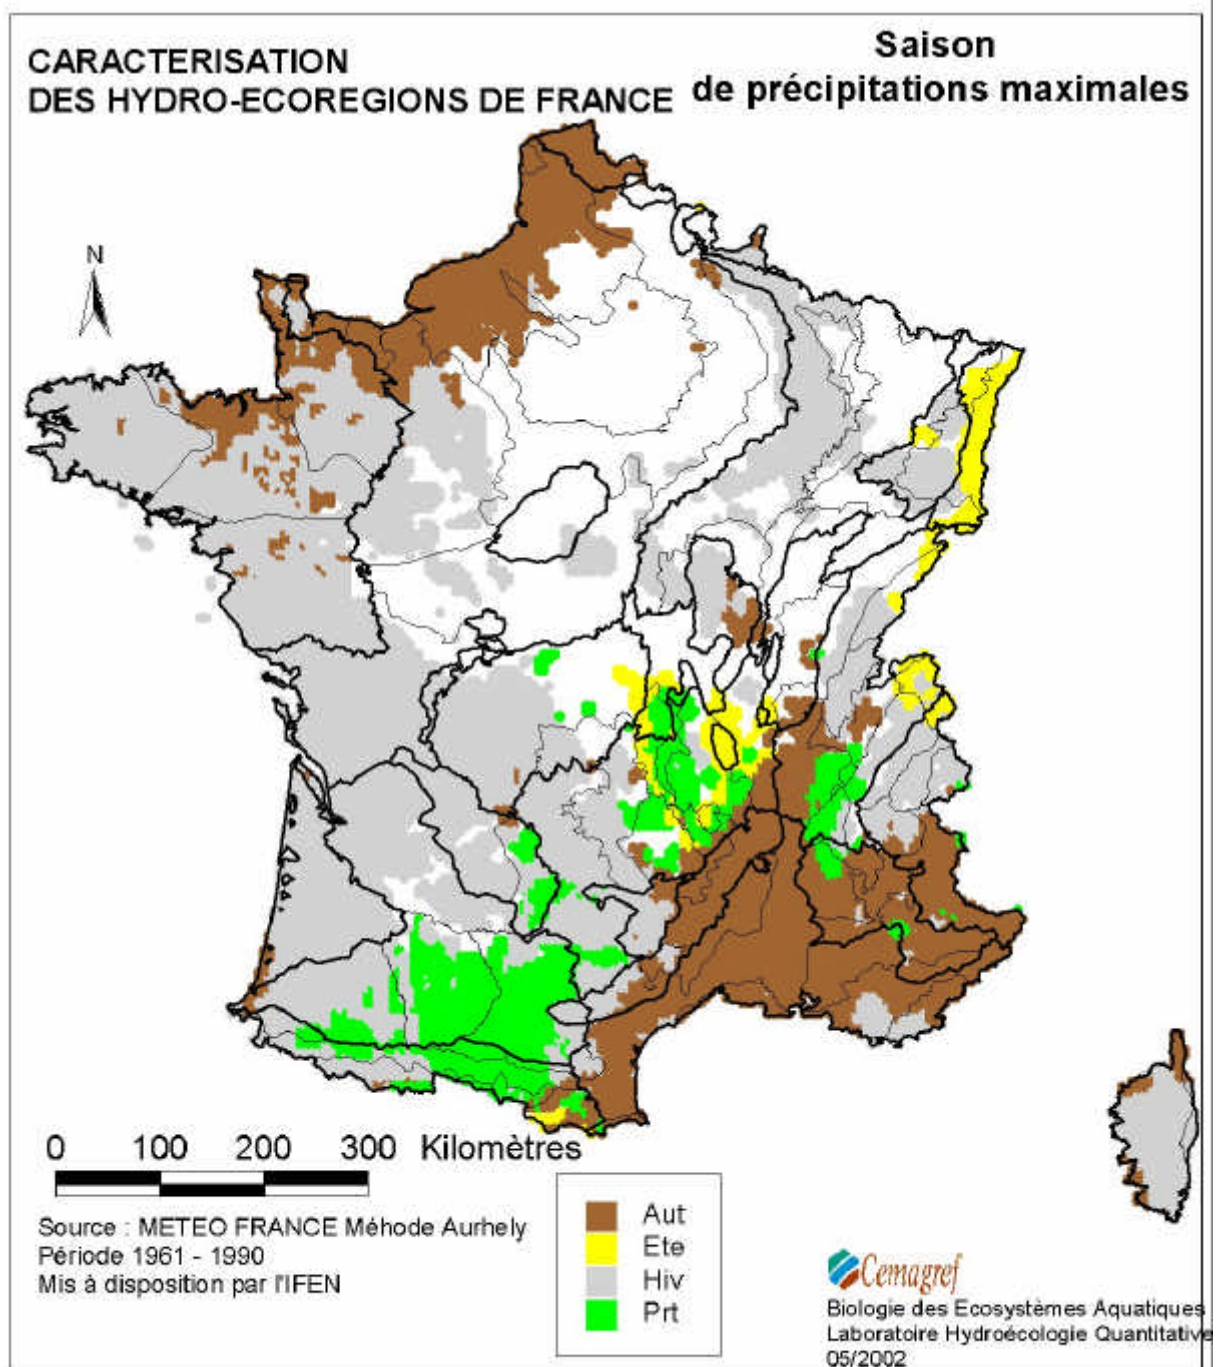 CARACTERISATION
DES HYDRO-ECOREGIONS DE FRANCE
Saison
de précipitations maximales
N
0 100 200 300 Kilomètres
Source : METEO FRANCE Méhode Aurhely
Période 1961 - 1990
Mis à disposition par l'IFEN
Aut
Ete
Hiv
Prt
Cemagref
Biologie des Ecosystèmes Aquatiques
Laboratoire Hydroécologie Quantitative
05/2002